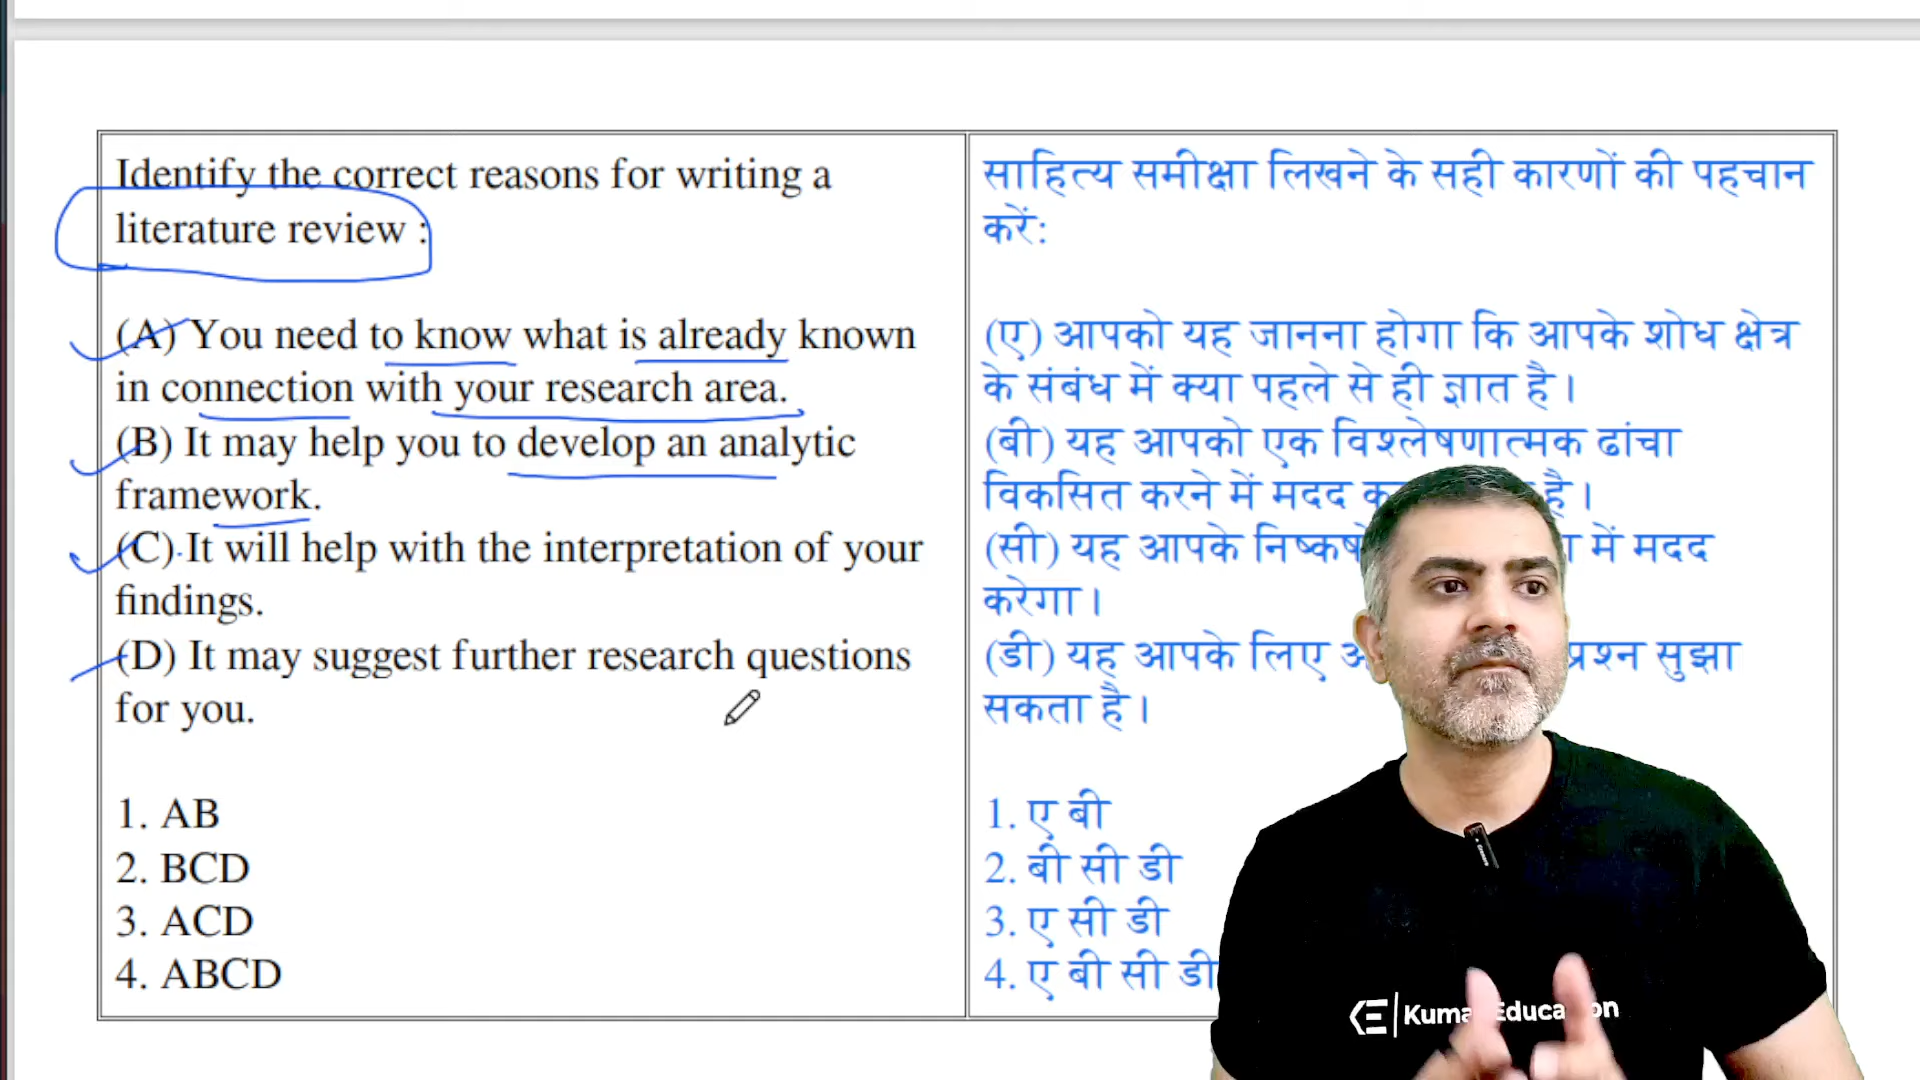 Identify the correct reasons for writing a
literature review :
(A) You need to know what is already known
in connection with your research area.
(B) It may help you to develop an analytic
framework.
(C) It will help with the interpretation of your
findings.
(D) It may suggest further research questions
for you.
1. AB
2. BCD
3. ACD
4. ABCD
साहित्य समीक्षा लिखने के सही कारणों की पहचान
करें:
(ए) आपको यह जानना होगा कि आपके शोध क्षेत्र
के संबंध में क्या पहले से ही ज्ञात है।
(बी) यह आपको एक विश्लेषणात्मक ढांचा
विकसित करने में मदद है।
(सी) यह आपके में मदद
करेगा।
(डी) यह आपके लिए प्रश्न सुझा
सकता है।
1. ए बी
2. बी सी डी
3. ए सी डी
4. ए बी सी डी